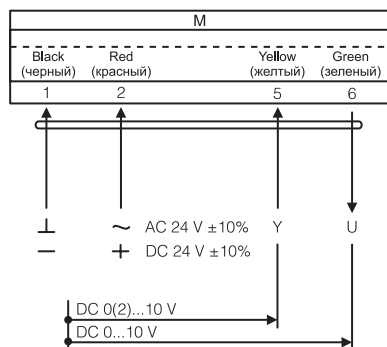 M
Black Red Yellow Green
(черный) (красный) (желтый) (зеленый)
1 2 5 6
⊥ ~ AC 24 V ±10% Y U
− + DC 24 V ±10%
DC 0(2)...10 V
DC 0...10 V